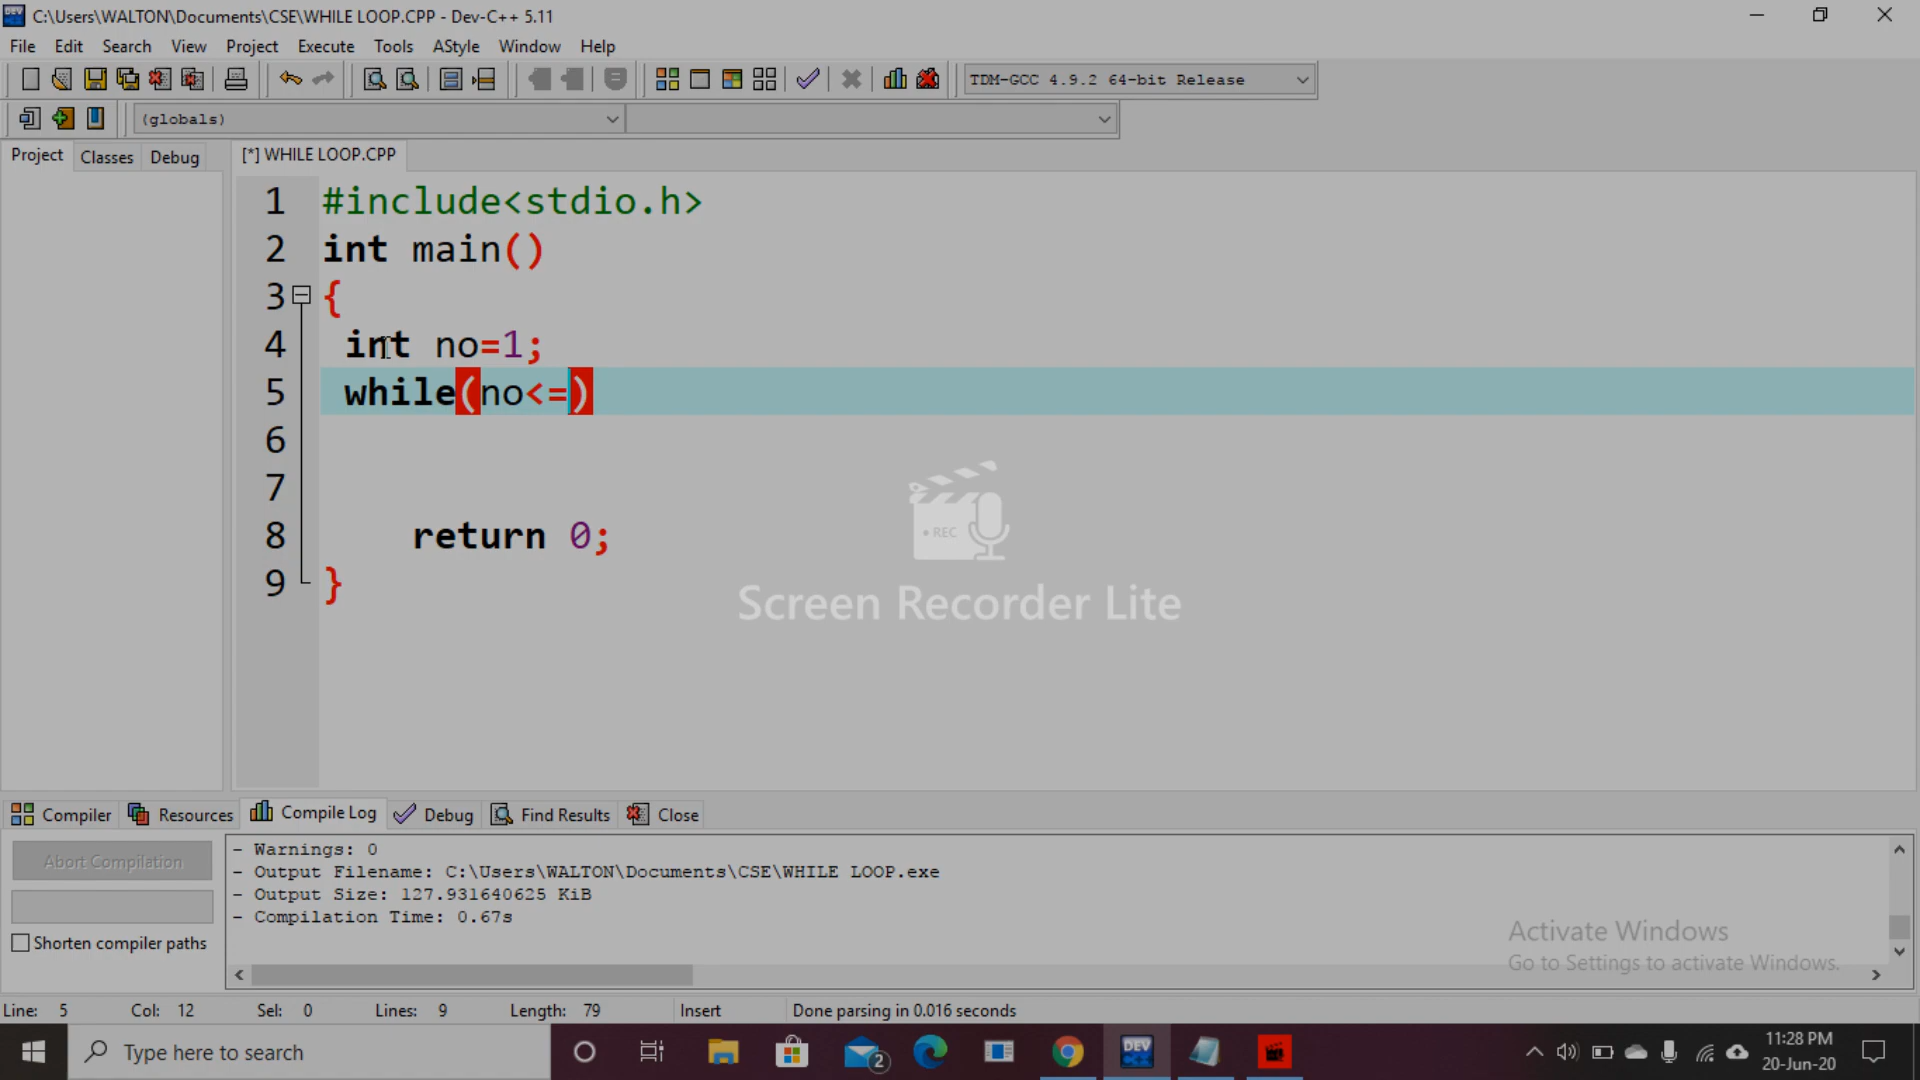 C:\Users\WALTON\Documents\CSE\WHILE LOOP.CPP - Dev-C++ 5.11
File Edit Search View Project Execute Tools AStyle Window Help
TDM-GCC 4.9.2 64-bit Release
(globals)
Project Classes Debug [*] WHILE LOOP.CPP
1 #include<stdio.h>
2 int main()
3 {
4 int no=1;
5 while(no<=)
6
7
8 return 0;
9 }
REC
Screen Recorder Lite
Compiler Resources Compile Log Debug Find Results Close
Abort Compilation
Shorten compiler paths
- Warnings: 0
- Output Filename: C:\Users\WALTON\Documents\CSE\WHILE LOOP.exe
- Output Size: 127.931640625 KiB
- Compilation Time: 0.67s
Activate Windows
Go to Settings to activate Windows.
Line: 5 Col: 12 Sel: 0 Lines: 9 Length: 79 Insert Done parsing in 0.016 seconds
Type here to search
2
DEV
11:28 PM
20-Jun-20